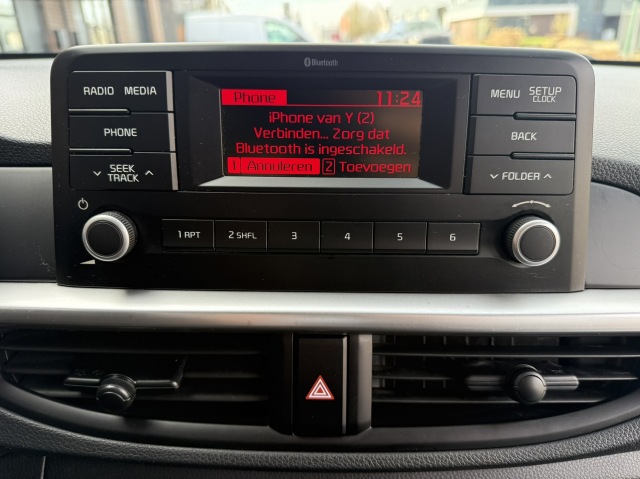 Bluetooth
RADIO MEDIA
PHONE
SEEK
TRACK
Phone 11:24
iPhone van Y (2)
Verbinden... Zorg dat
Bluetooth is ingeschakeld.
1 Annuleren 2 Toevoegen
MENU SETUP
CLOCK
BACK
FOLDER
1 RPT 2 SHFL 3 4 5 6